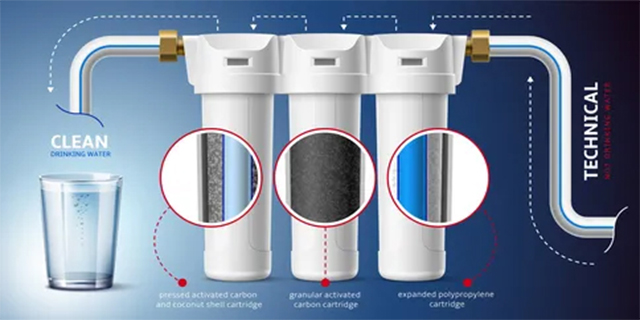 CLEAN
DRINKING WATER
TECHNICAL
NOT DRINKING WATER
pressed activated carbon
and coconut shell cartridge
granular activated
carbon cartridge
expanded polypropylene
cartridge